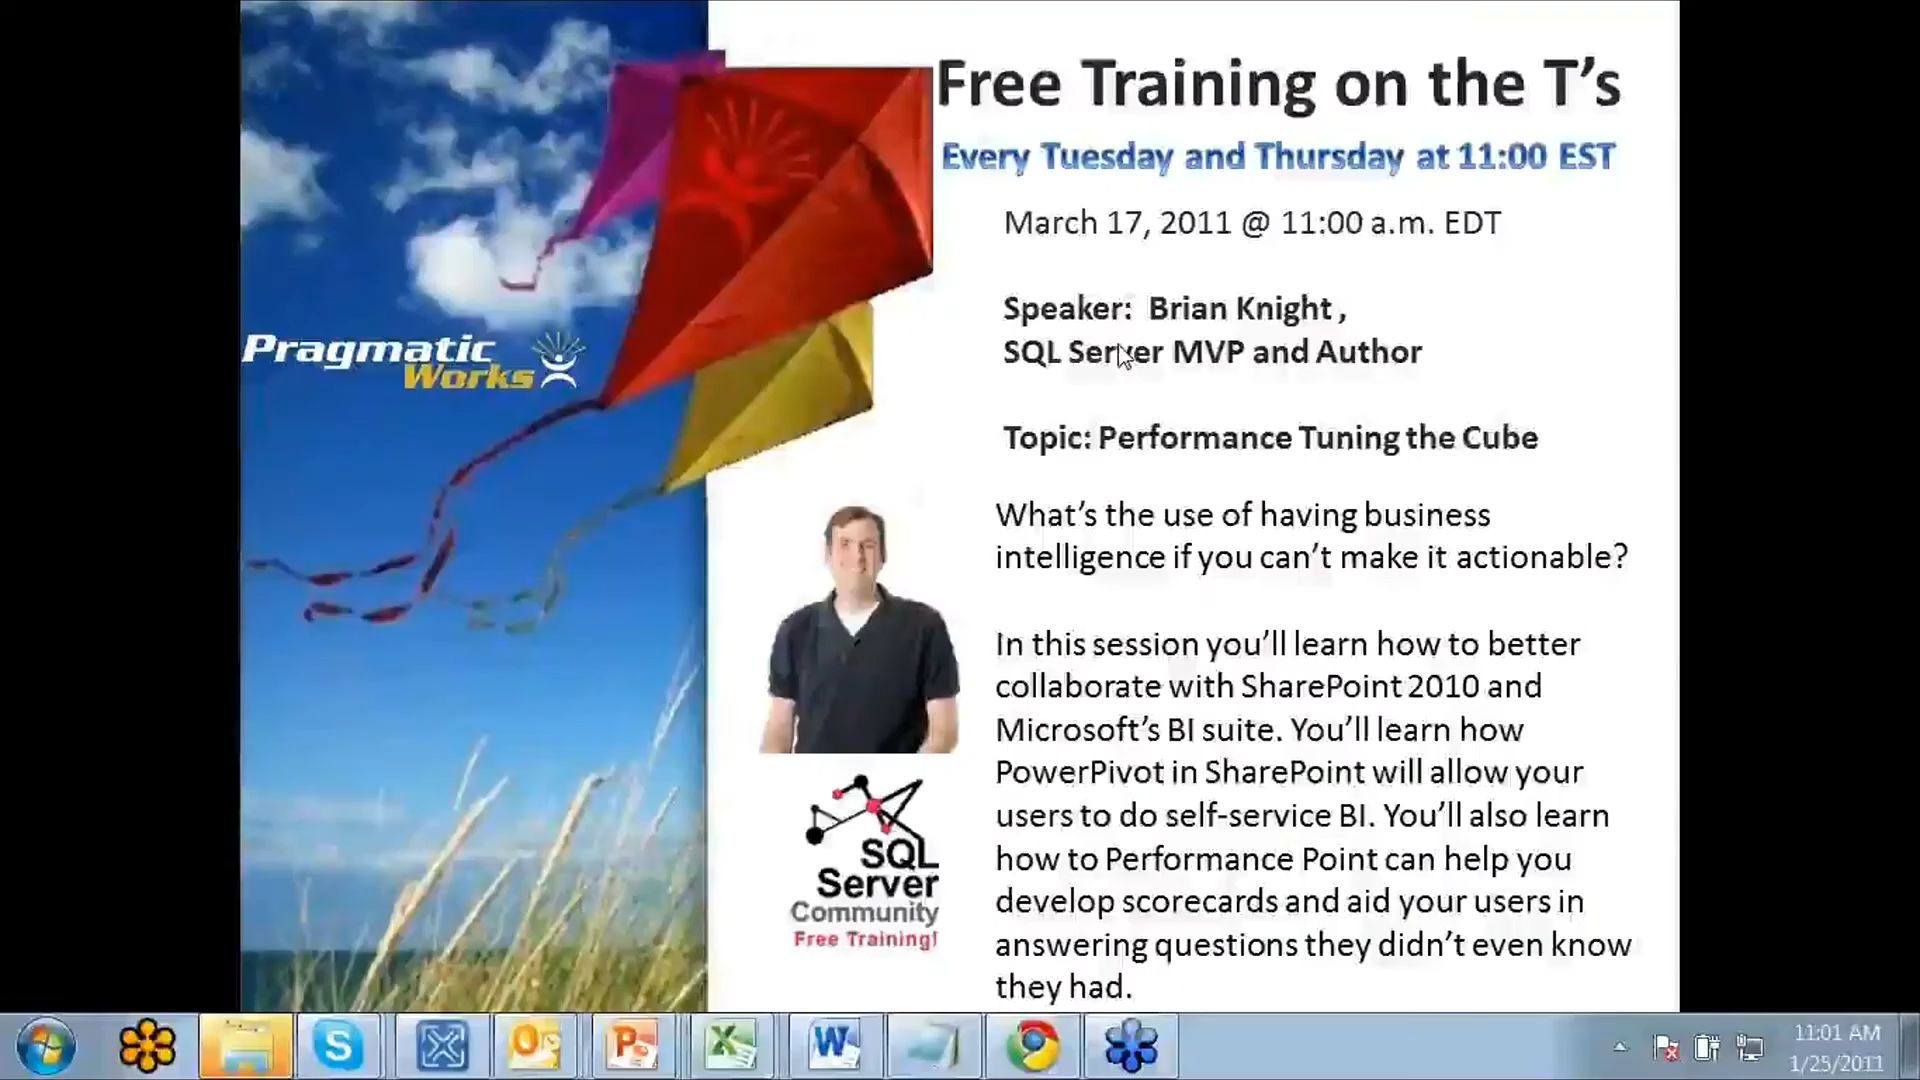 Free Training on the T's
Every Tuesday and Thursday at 11:00 EST
March 17, 2011 @ 11:00 a.m. EDT
Speaker: Brian Knight ,
SQL Server MVP and Author
Topic: Performance Tuning the Cube
Pragmatic
Works
What's the use of having business
intelligence if you can't make it actionable?
In this session you'll learn how to better
collaborate with SharePoint 2010 and
Microsoft's BI suite. You'll learn how
PowerPivot in SharePoint will allow your
users to do self-service BI. You'll also learn
how to Performance Point can help you
develop scorecards and aid your users in
answering questions they didn't even know
they had.
SQL
Server
Community
Free Training!
11:01 AM
1/25/2011